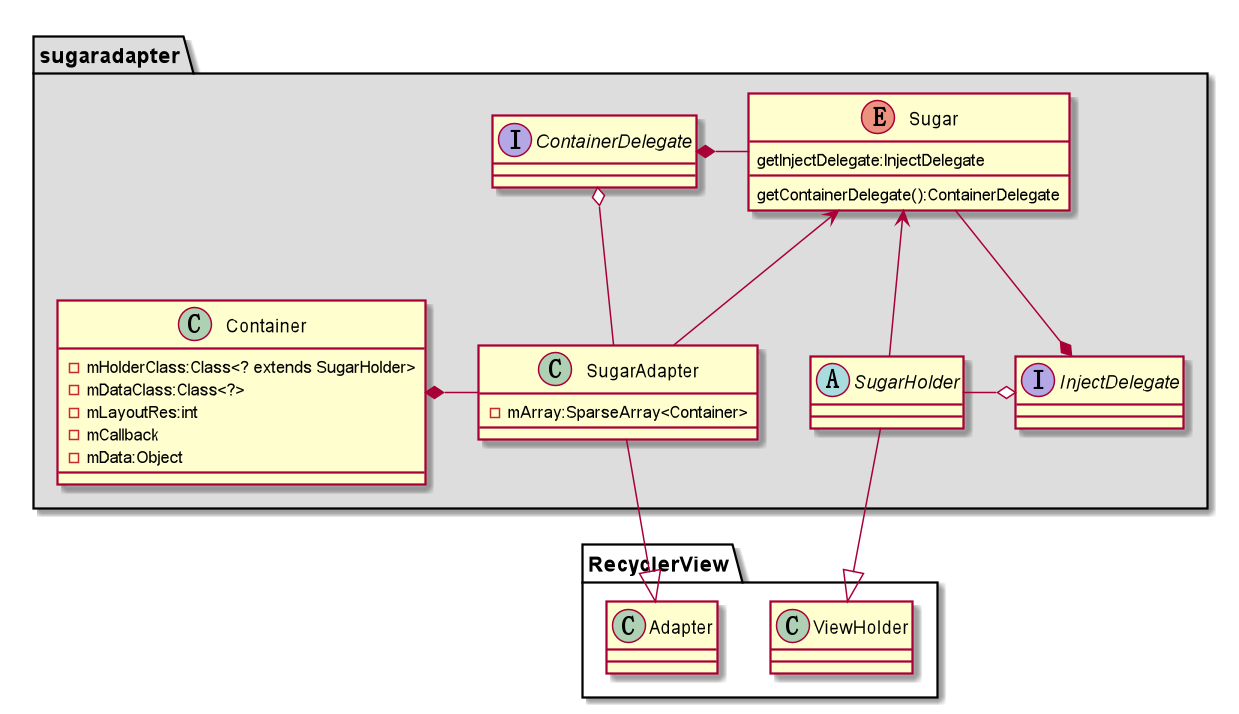 sugaradapter
I ContainerDelegate
E Sugar
getInjectDelegate:InjectDelegate
getContainerDelegate():ContainerDelegate
C Container
mHolderClass:Class<? extends SugarHolder>
mDataClass:Class<?>
mLayoutRes:int
mCallback
mData:Object
C SugarAdapter
mArray:SparseArray<Container>
A SugarHolder
I InjectDelegate
RecyclerView
C Adapter
C ViewHolder